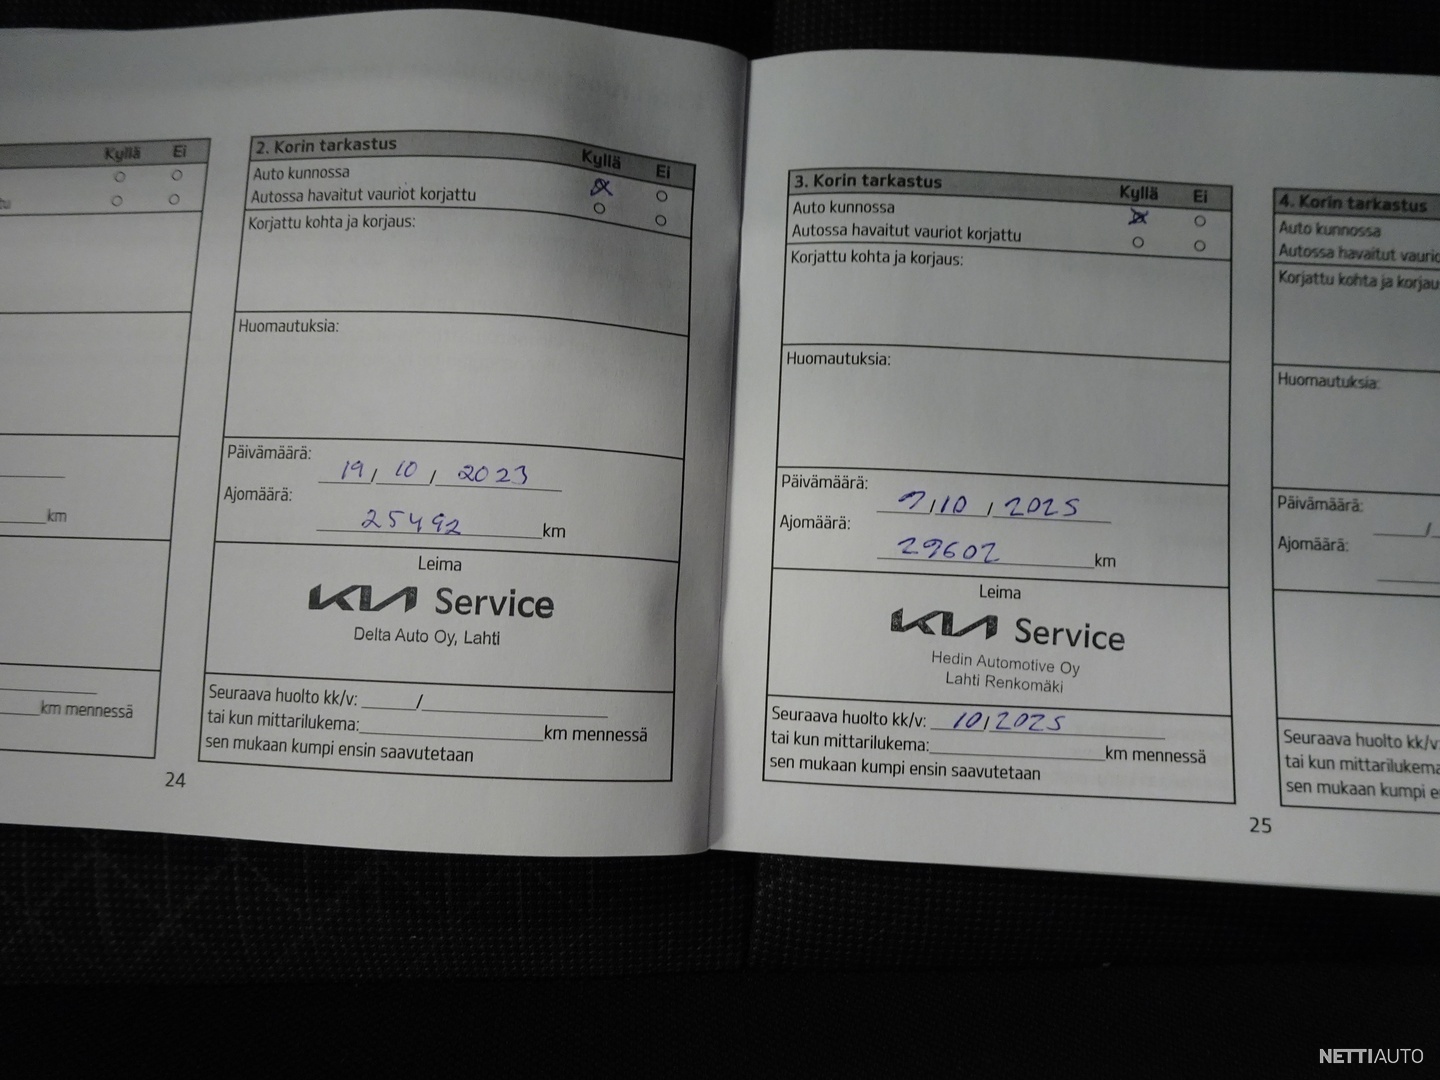 Kyllä Ei
km
km mennessä
24
2. Korin tarkastus Kyllä Ei
Auto kunnossa
Autossa havaitut vauriot korjattu
Korjattu kohta ja korjaus:
Huomautuksia:
Päivämäärä:
19 / 10 / 2023
Ajomäärä:
25492 km
Leima
KIA Service
Delta Auto Oy, Lahti
Seuraava huolto kk/v: /
tai kun mittarilukema: km mennessä
sen mukaan kumpi ensin saavutetaan
3. Korin tarkastus Kyllä Ei
Auto kunnossa
Autossa havaitut vauriot korjattu
Korjattu kohta ja korjaus:
Huomautuksia:
Päivämäärä:
7 / 10 / 2025
Ajomäärä:
29602 km
Leima
KIA Service
Hedin Automotive Oy
Lahti Renkomäki
Seuraava huolto kk/v: 10 / 2025
tai kun mittarilukema: km mennessä
sen mukaan kumpi ensin saavutetaan
25
4. Korin tarkastus
Auto kunnossa
Autossa havaitut vaurio
Korjattu kohta ja korjau
Huomautuksia:
Päivämäärä:
/
Ajomäärä:
Seuraava huolto kk/v:
tai kun mittarilukema
sen mukaan kumpi e
NETTIAUTO